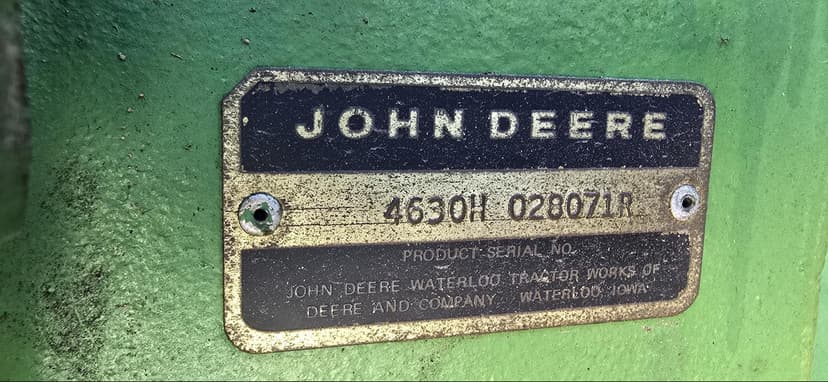 JOHN DEERE
4630H 028071R
PRODUCT SERIAL NO.
JOHN DEERE WATERLOO TRACTOR WORKS OF
DEERE AND COMPANY WATERLOO, IOWA